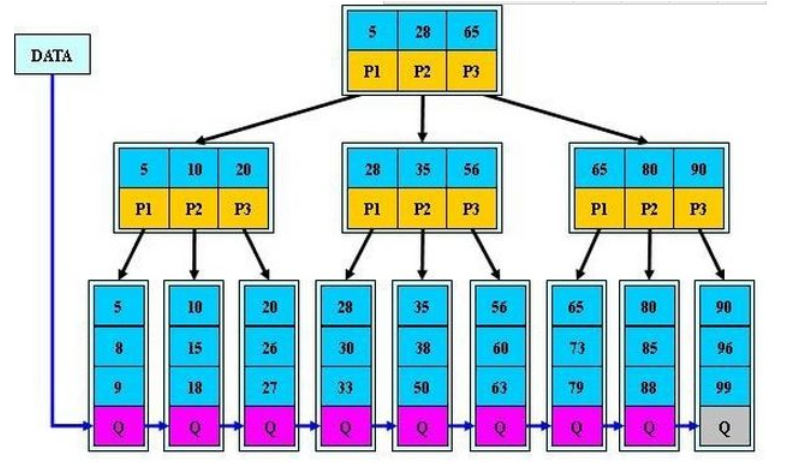 5 28 65
DATA
P1 P2 P3
5 10 20 28 35 56 65 80 90
P1 P2 P3 P1 P2 P3 P1 P2 P3
5 10 20 28 35 56 65 80 90
8 15 26 30 38 60 73 85 96
9 18 27 33 50 63 79 88 99
Q Q Q Q Q Q Q Q Q